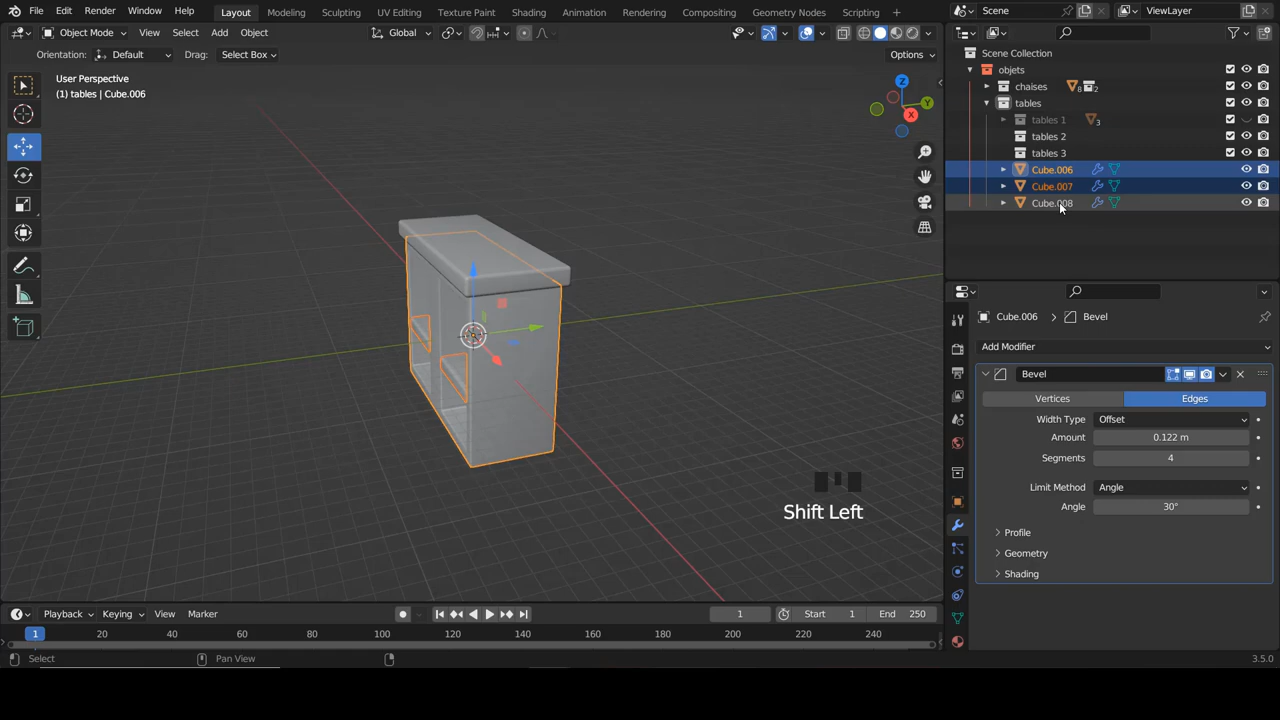 File Edit Render Window Help Layout Modeling Sculpting UV Editing Texture Paint Shading Animation Rendering Compositing Geometry Nodes Scripting + Scene ViewLayer
Object Mode View Select Add Object Global
Orientation: Default Drag: Select Box Options
User Perspective
(1) tables | Cube.006
Z
Y
X
Scene Collection
objets
chaises 8 2
tables
tables 1 3
tables 2
tables 3
Cube.006
Cube.007
Cube.008
Cube.006 > Bevel
Add Modifier
Bevel
Vertices Edges
Width Type Offset
Amount 0.122 m
Segments 4
Limit Method Angle
Angle 30°
Profile
Geometry
Shading
Shift Left
Playback Keying View Marker 1 Start 1 End 250
1 20 40 60 80 100 120 140 160 180 200 220 240
Select Pan View 3.5.0